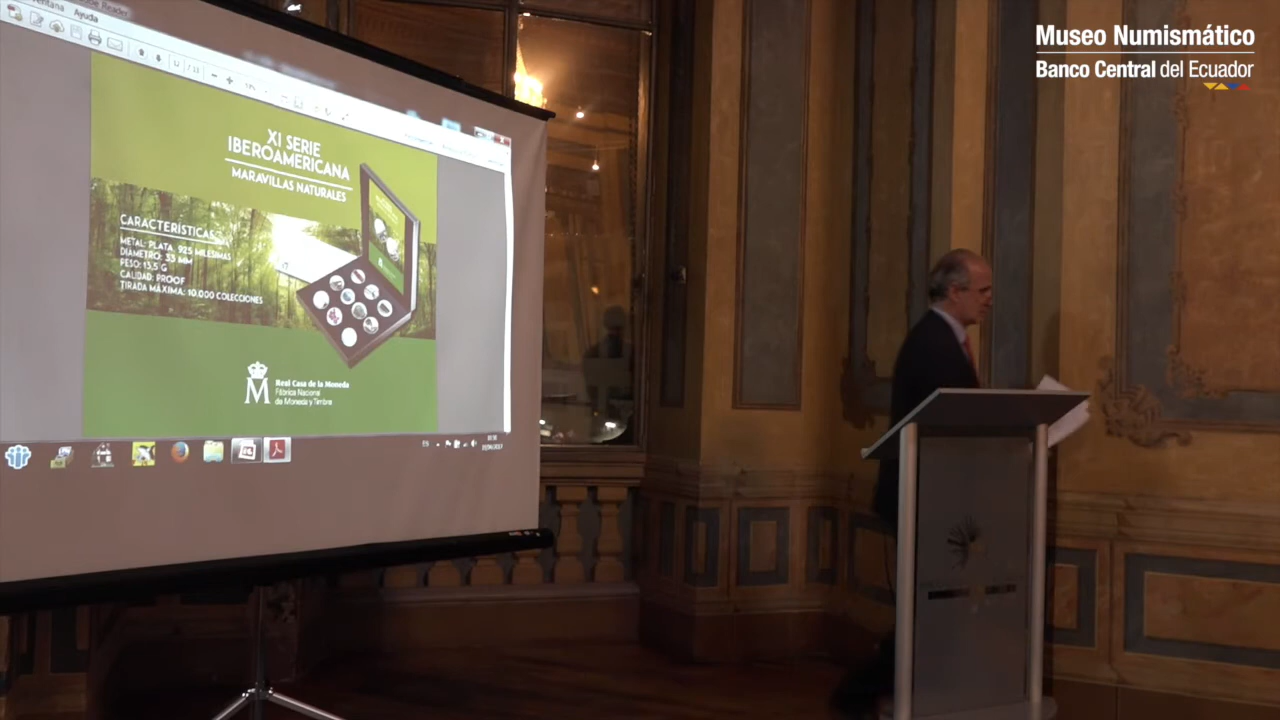 Museo Numismático
Banco Central del Ecuador
Ayuda
XI SERIE
IBEROAMERICANA
MARAVILLAS NATURALES
CARACTERÍSTICAS
METAL: PLATA, 925 MILÉSIMAS
DIÁMETRO: 33 MM
PESO: 13,5 G
CALIDAD: PROOF
TIRADA MÁXIMA: 10.000 COLECCIONES
M
Real Casa de la Moneda
Fábrica Nacional
de Moneda y Timbre
ES